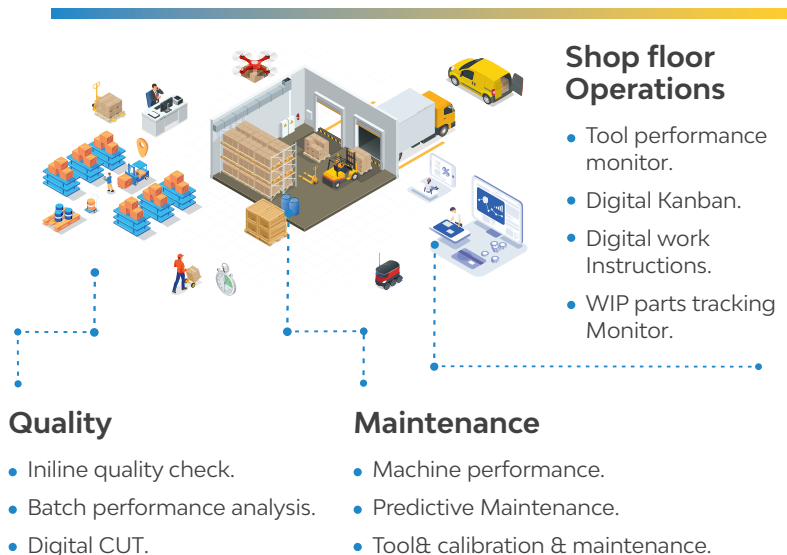 Shop floor
Operations
• Tool performance
monitor.
• Digital Kanban.
• Digital work
Instructions.
• WIP parts tracking
Monitor.
%
Quality
• Iniline quality check.
• Batch performance analysis.
• Digital CUT.
Maintenance
• Machine performance.
• Predictive Maintenance.
• Tool& calibration & maintenance.